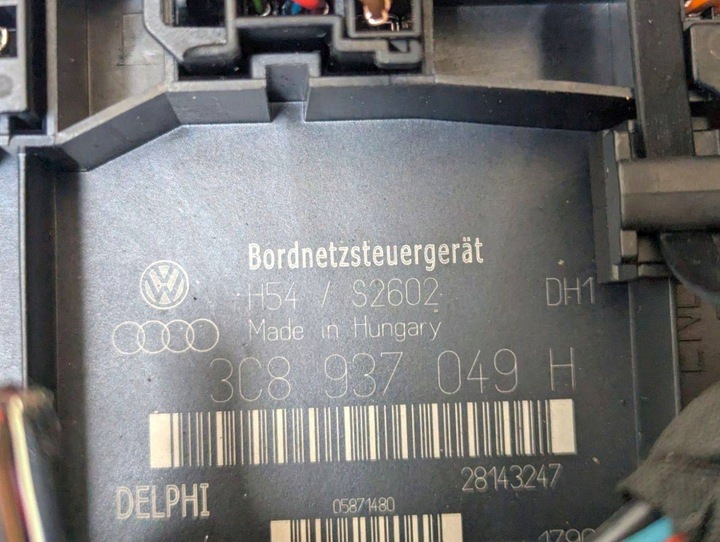 Bordnetzsteuergerät
H54 / S2602 DH1
Made in Hungary
3C8 937 049 H
28143247
DELPHI
05871480